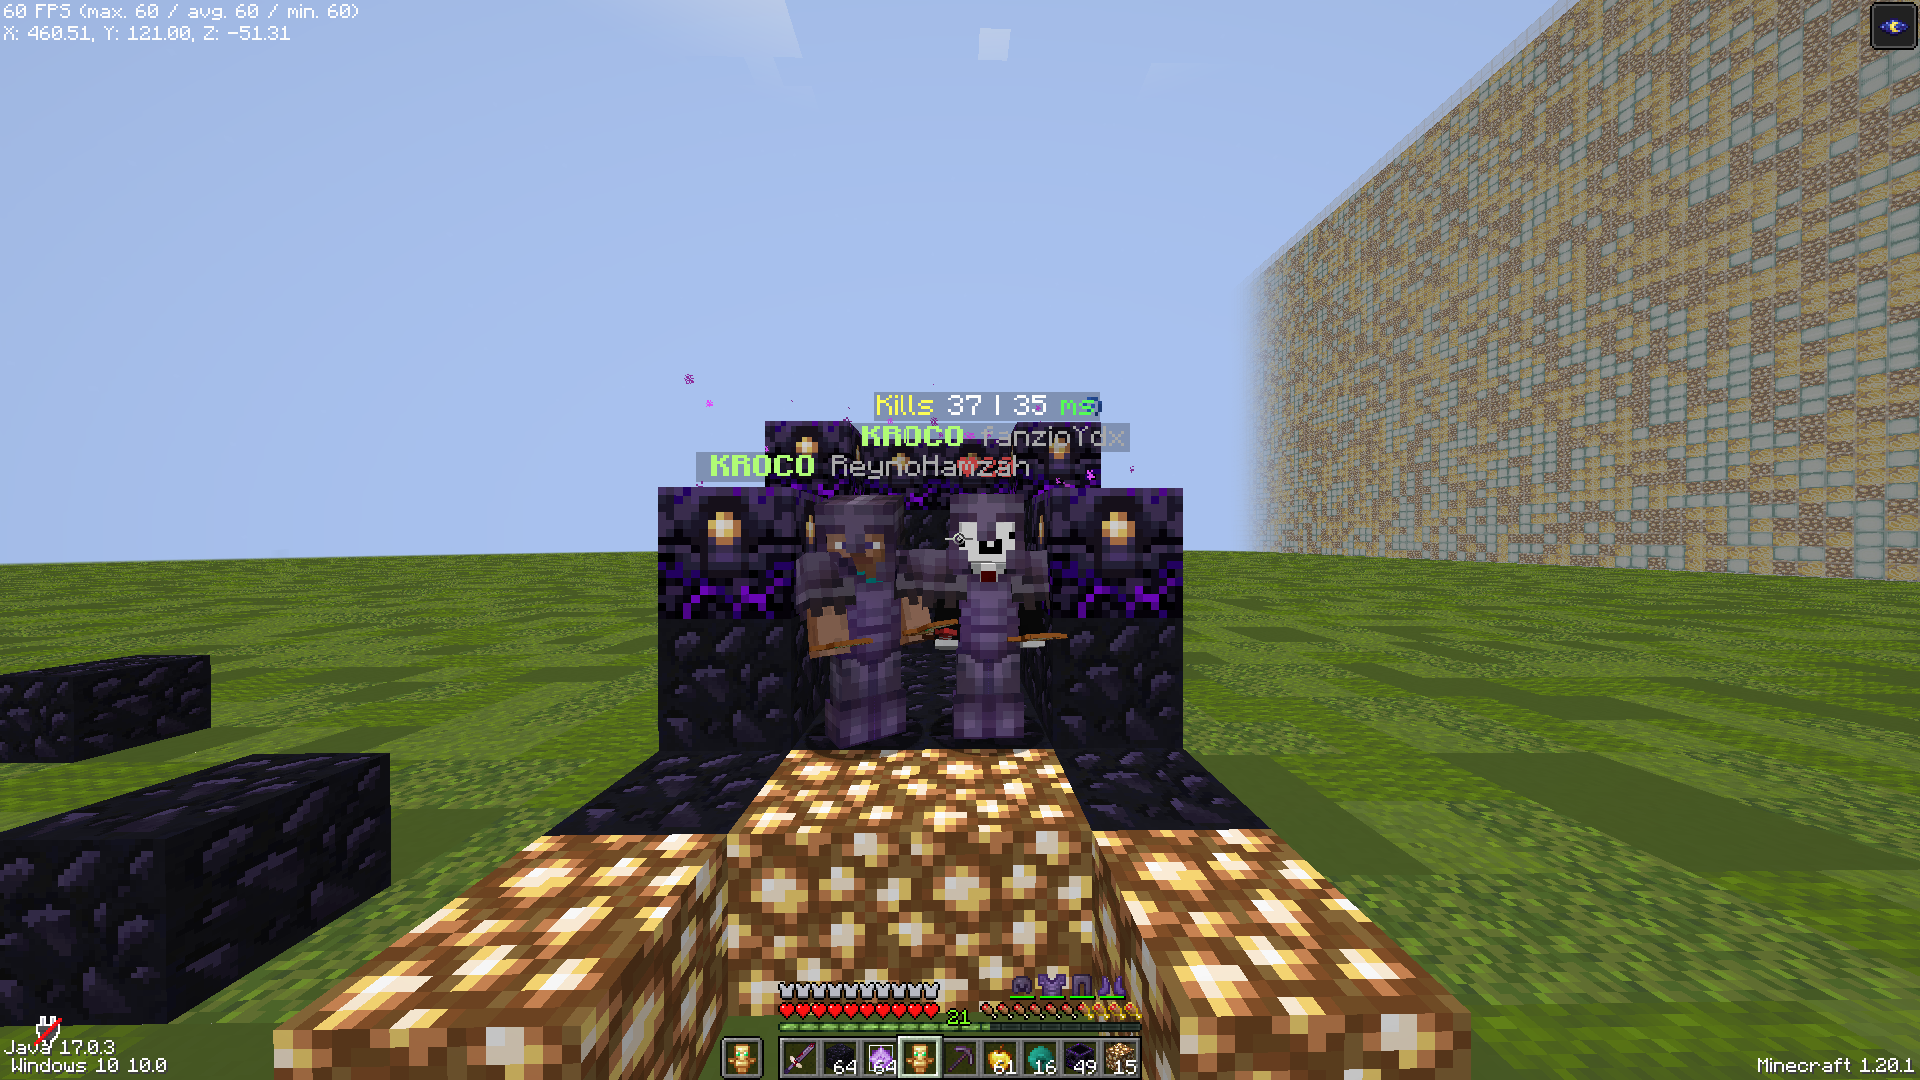 60 FPS (max. 60 / avg. 60 / min. 60)
X: 460.51, Y: 121.00, Z: -51.31
Kills 37 | 35 ms
KROCO fanzioYdx
KROCO ReynoHamzah
21
64 64 61 16 49 15
Java 17.0.3
Windows 10 10.0
Minecraft 1.20.1